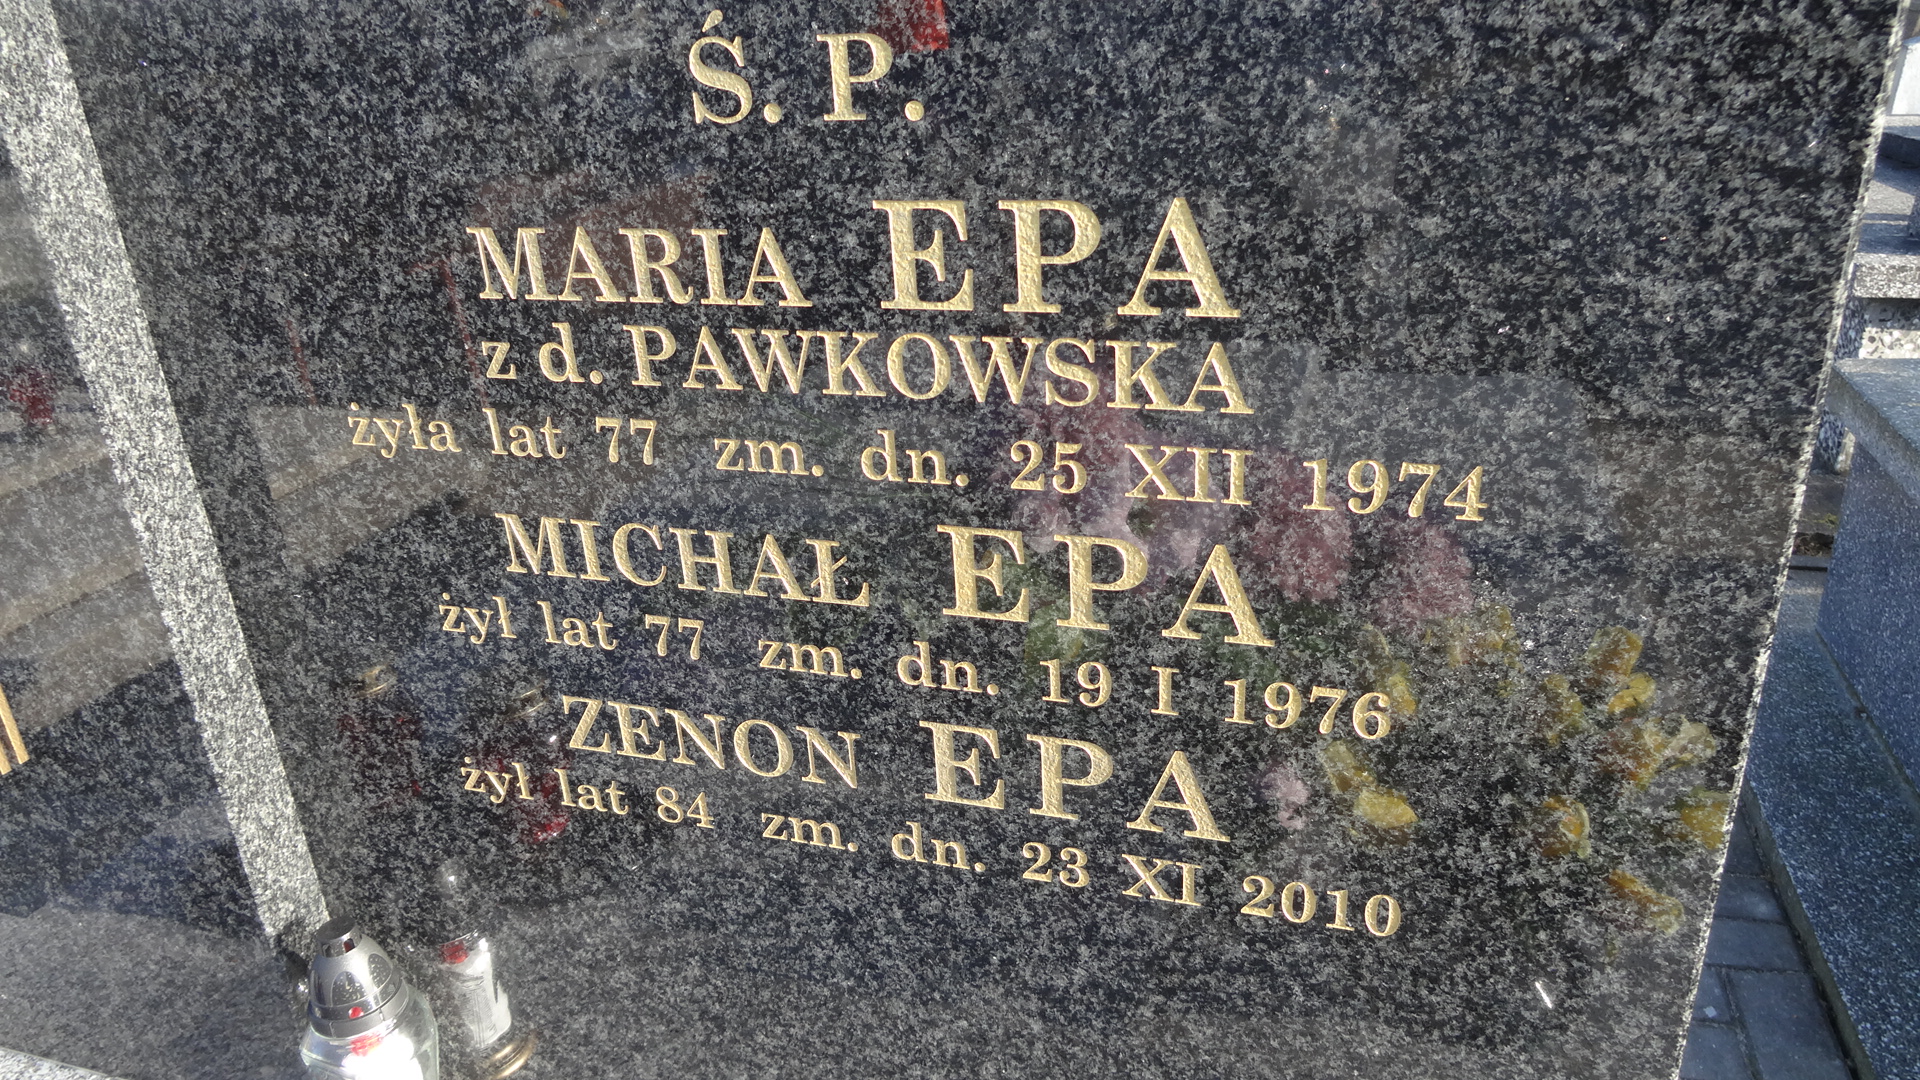 Ś. P.
MARIA EPA
z d. PAWKOWSKA
żyła lat 77 zm. dn. 25 XII 1974
MICHAŁ EPA
żył lat 77 zm. dn. 19 I 1976
ZENON EPA
żył lat 84 zm. dn. 23 XI 2010